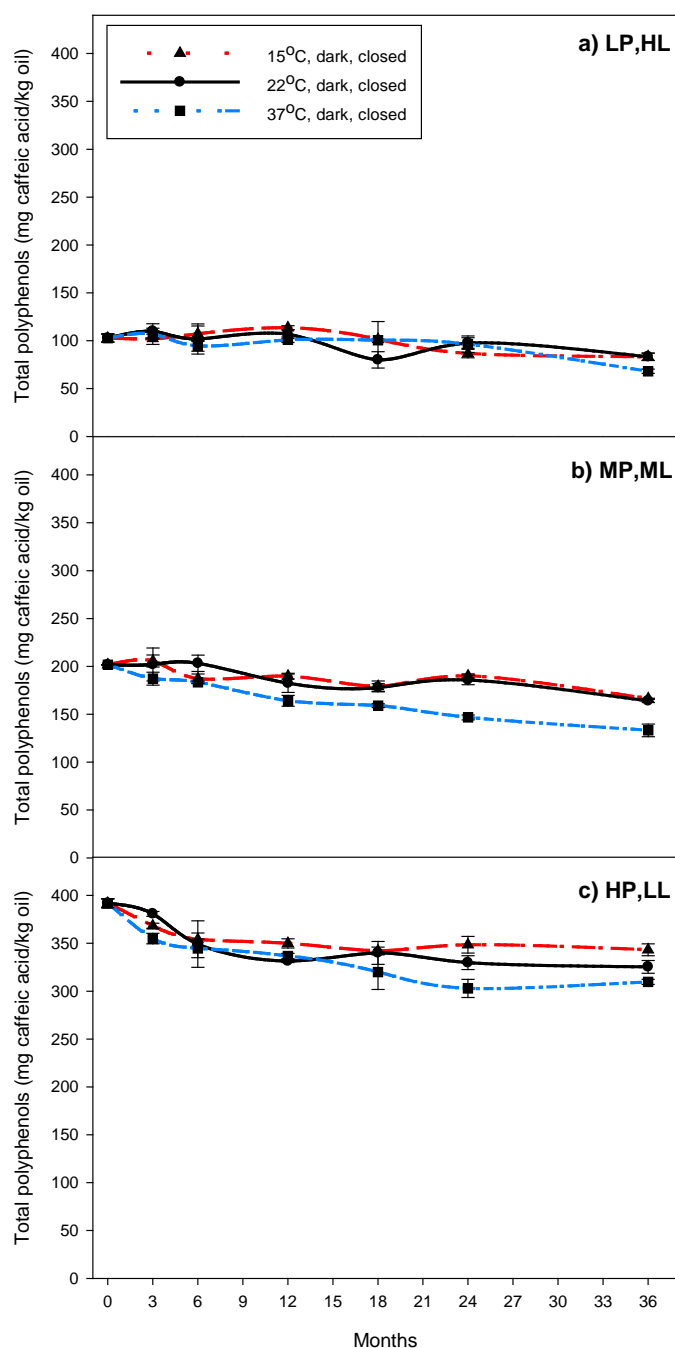 a) LP,HL
15°C, dark, closed
22°C, dark, closed
37°C, dark, closed
Total polyphenols (mg caffeic acid/kg oil)
400
350
300
250
200
150
100
50
0
b) MP,ML
Total polyphenols (mg caffeic acid/kg oil)
400
350
300
250
200
150
100
50
0
c) HP,LL
Total polyphenols (mg caffeic acid/kg oil)
400
350
300
250
200
150
100
50
0
0 3 6 9 12 15 18 21 24 27 30 33 36
Months